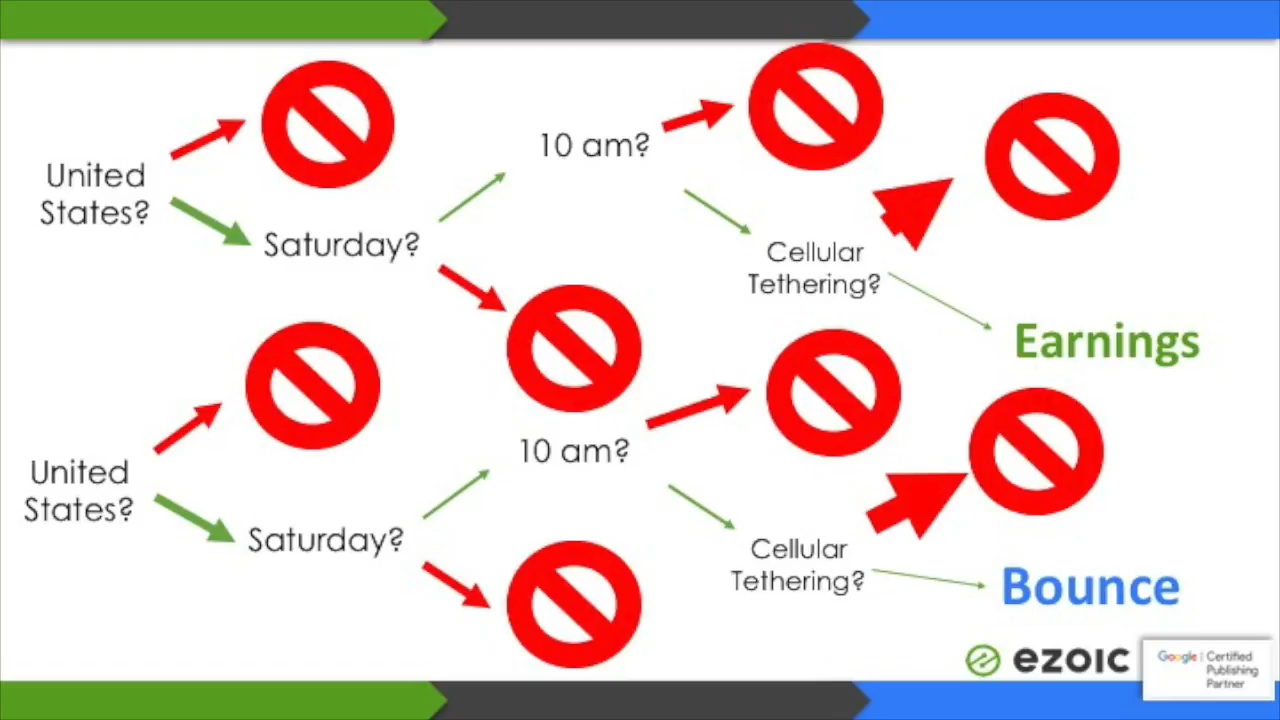 10 am?
United
States?
Saturday?
Cellular
Tethering?
Earnings
10 am?
United
States?
Saturday?
Cellular
Tethering?
Bounce
ezoic
Google | Certified
Publishing
Partner